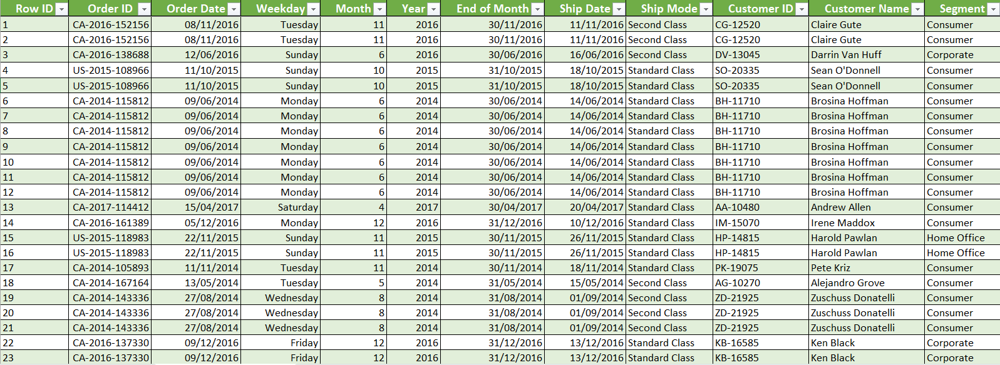 Row ID Order ID Order Date Weekday Month Year End of Month Ship Date Ship Mode Customer ID Customer Name Segment
1 CA-2016-152156 08/11/2016 Tuesday 11 2016 30/11/2016 11/11/2016 Second Class CG-12520 Claire Gute Consumer
2 CA-2016-152156 08/11/2016 Tuesday 11 2016 30/11/2016 11/11/2016 Second Class CG-12520 Claire Gute Consumer
3 CA-2016-138688 12/06/2016 Sunday 6 2016 30/06/2016 16/06/2016 Second Class DV-13045 Darrin Van Huff Corporate
4 US-2015-108966 11/10/2015 Sunday 10 2015 31/10/2015 18/10/2015 Standard Class SO-20335 Sean O'Donnell Consumer
5 US-2015-108966 11/10/2015 Sunday 10 2015 31/10/2015 18/10/2015 Standard Class SO-20335 Sean O'Donnell Consumer
6 CA-2014-115812 09/06/2014 Monday 6 2014 30/06/2014 14/06/2014 Standard Class BH-11710 Brosina Hoffman Consumer
7 CA-2014-115812 09/06/2014 Monday 6 2014 30/06/2014 14/06/2014 Standard Class BH-11710 Brosina Hoffman Consumer
8 CA-2014-115812 09/06/2014 Monday 6 2014 30/06/2014 14/06/2014 Standard Class BH-11710 Brosina Hoffman Consumer
9 CA-2014-115812 09/06/2014 Monday 6 2014 30/06/2014 14/06/2014 Standard Class BH-11710 Brosina Hoffman Consumer
10 CA-2014-115812 09/06/2014 Monday 6 2014 30/06/2014 14/06/2014 Standard Class BH-11710 Brosina Hoffman Consumer
11 CA-2014-115812 09/06/2014 Monday 6 2014 30/06/2014 14/06/2014 Standard Class BH-11710 Brosina Hoffman Consumer
12 CA-2014-115812 09/06/2014 Monday 6 2014 30/06/2014 14/06/2014 Standard Class BH-11710 Brosina Hoffman Consumer
13 CA-2017-114412 15/04/2017 Saturday 4 2017 30/04/2017 20/04/2017 Standard Class AA-10480 Andrew Allen Consumer
14 CA-2016-161389 05/12/2016 Monday 12 2016 31/12/2016 10/12/2016 Standard Class IM-15070 Irene Maddox Consumer
15 US-2015-118983 22/11/2015 Sunday 11 2015 30/11/2015 26/11/2015 Standard Class HP-14815 Harold Pawlan Home Office
16 US-2015-118983 22/11/2015 Sunday 11 2015 30/11/2015 26/11/2015 Standard Class HP-14815 Harold Pawlan Home Office
17 CA-2014-105893 11/11/2014 Tuesday 11 2014 30/11/2014 18/11/2014 Standard Class PK-19075 Pete Kriz Consumer
18 CA-2014-167164 13/05/2014 Tuesday 5 2014 31/05/2014 15/05/2014 Second Class AG-10270 Alejandro Grove Consumer
19 CA-2014-143336 27/08/2014 Wednesday 8 2014 31/08/2014 01/09/2014 Second Class ZD-21925 Zuschuss Donatelli Consumer
20 CA-2014-143336 27/08/2014 Wednesday 8 2014 31/08/2014 01/09/2014 Second Class ZD-21925 Zuschuss Donatelli Consumer
21 CA-2014-143336 27/08/2014 Wednesday 8 2014 31/08/2014 01/09/2014 Second Class ZD-21925 Zuschuss Donatelli Consumer
22 CA-2016-137330 09/12/2016 Friday 12 2016 31/12/2016 13/12/2016 Standard Class KB-16585 Ken Black Corporate
23 CA-2016-137330 09/12/2016 Friday 12 2016 31/12/2016 13/12/2016 Standard Class KB-16585 Ken Black Corporate